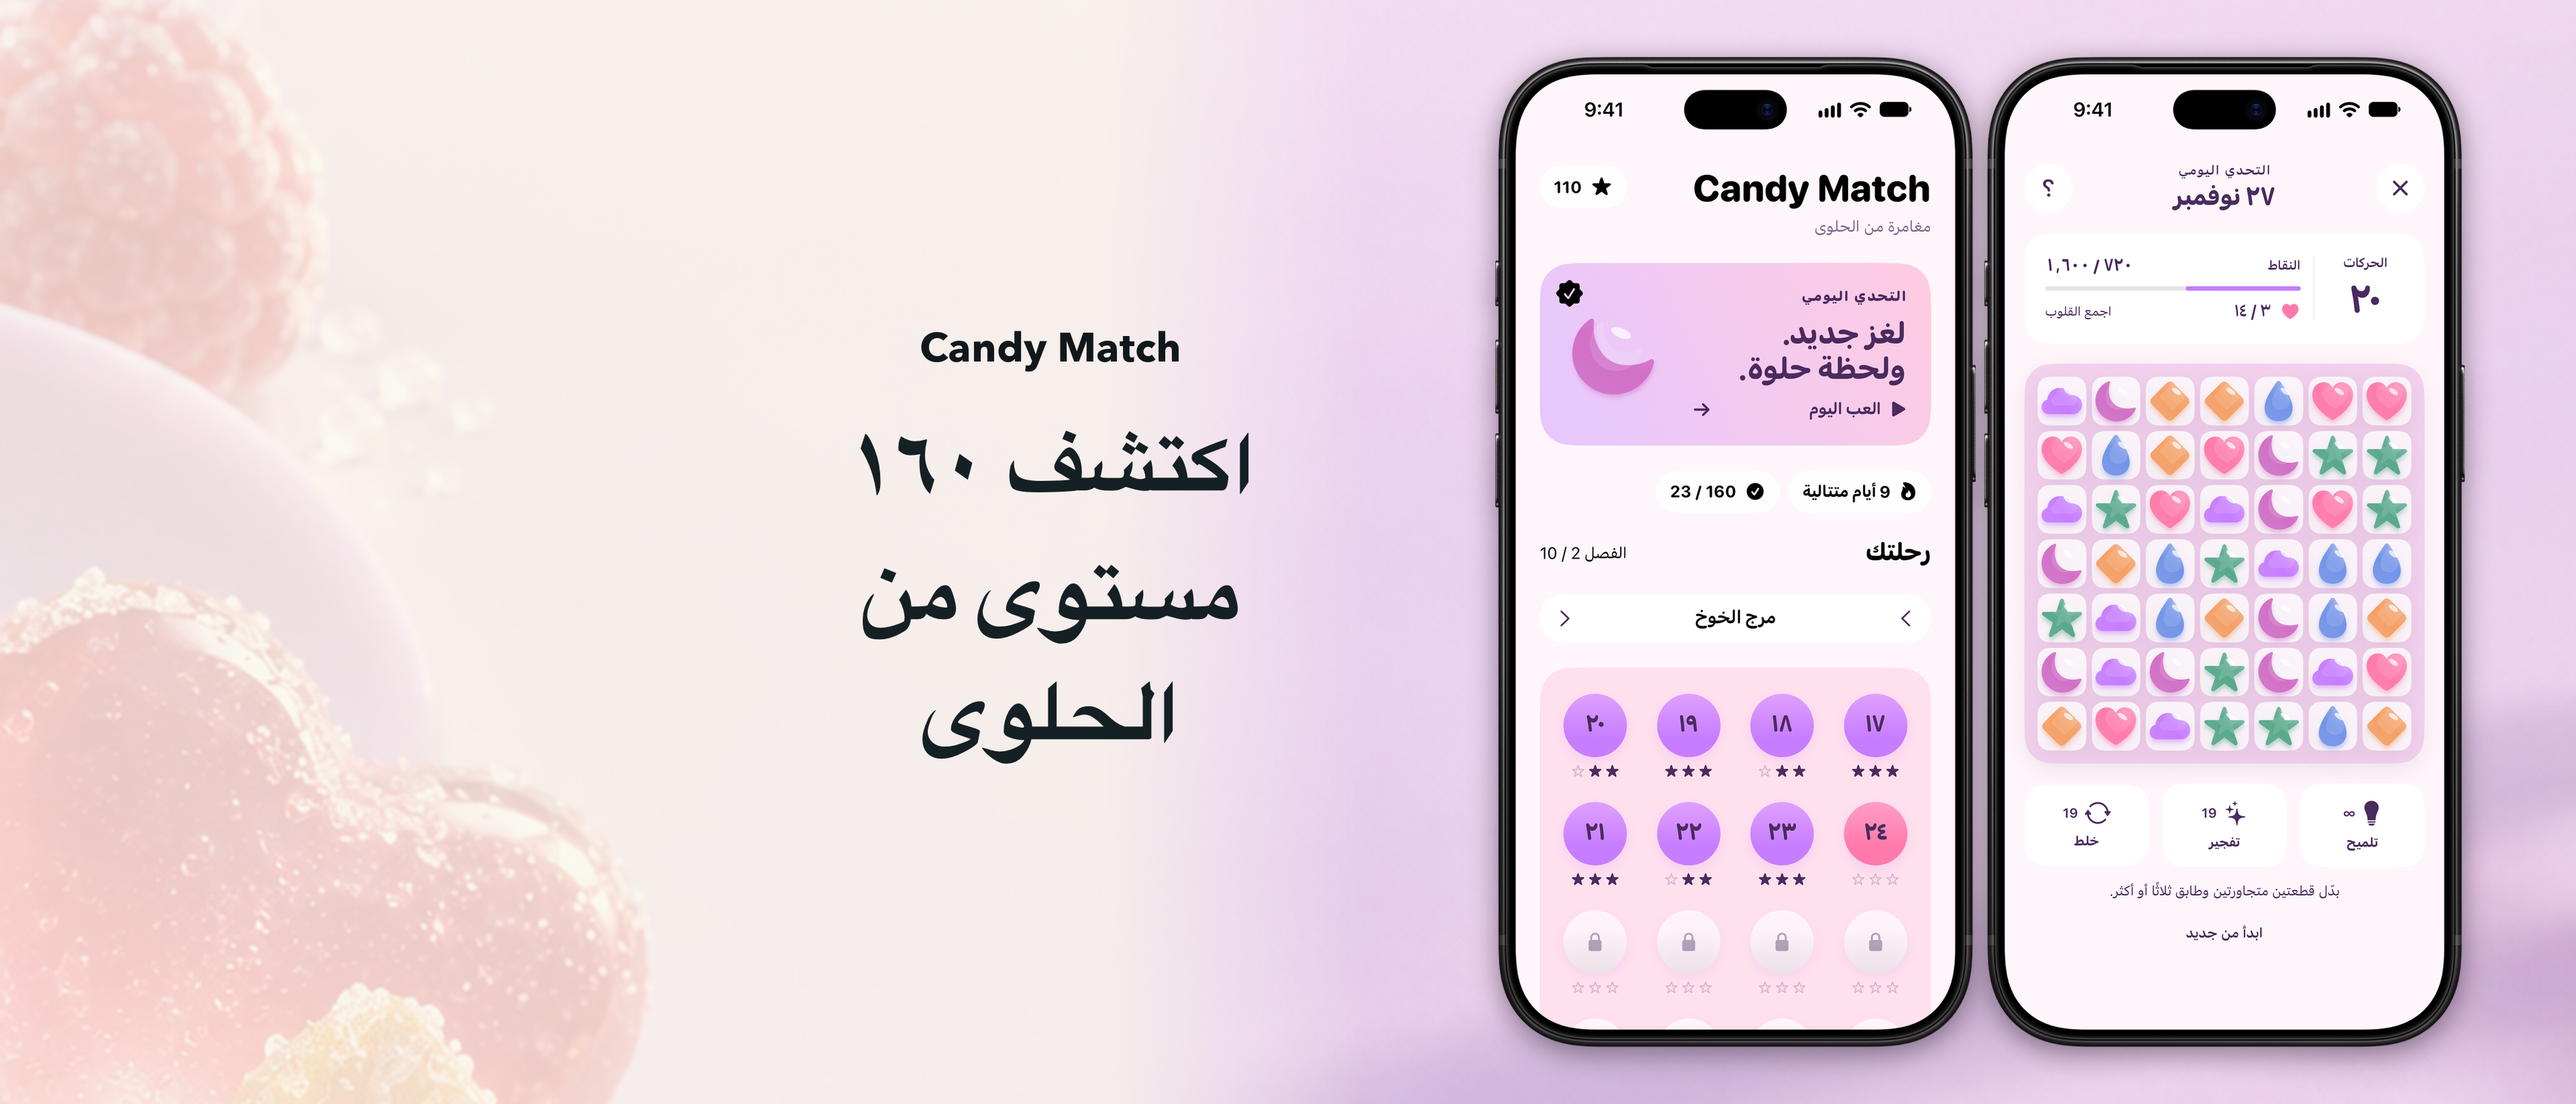 Candy Match
اكتشف ١٦٠
مستوى من
الحلوى
9:41
Candy Match
110
مغامرة من الحلوى
التحدي اليومي
لغز جديد.
ولحظة حلوة.
العب اليوم
9 أيام متتالية
23 / 160
رحلتك
الفصل 2 / 10
مرج الخوخ
١٧ ١٨ ١٩ ٢٠
٢٤ ٢٣ ٢٢ ٢١
9:41
التحدي اليومي
٢٧ نوفمبر
؟
الحركات
٢٠
النقاط
٧٢٠ / ١,٦٠٠
٣ / ١٤
اجمع القلوب
∞
تلميح
19
تفجير
19
خلط
بدّل قطعتين متجاورتين وطابق ثلاثًا أو أكثر.
ابدأ من جديد